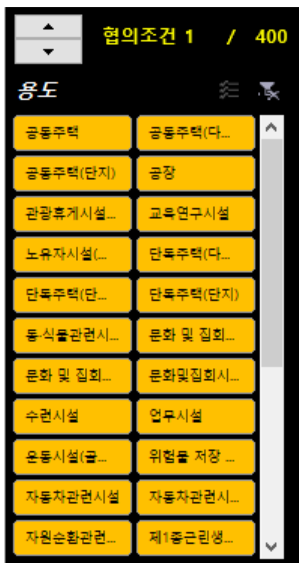 협의조건 1 / 400
용도
공동주택 공동주택(다...
공동주택(단지) 공장
관광휴게시설... 교육연구시설
노유자시설(... 단독주택(다...
단독주택(단... 단독주택(단지)
동·식물관련시... 문화 및 집회...
문화 및 집회... 문화및집회시...
수련시설 업무시설
운동시설(골... 위험물 저장 ...
자동차관련시설 자동차관련시...
자원순환관련... 제1종근린생...